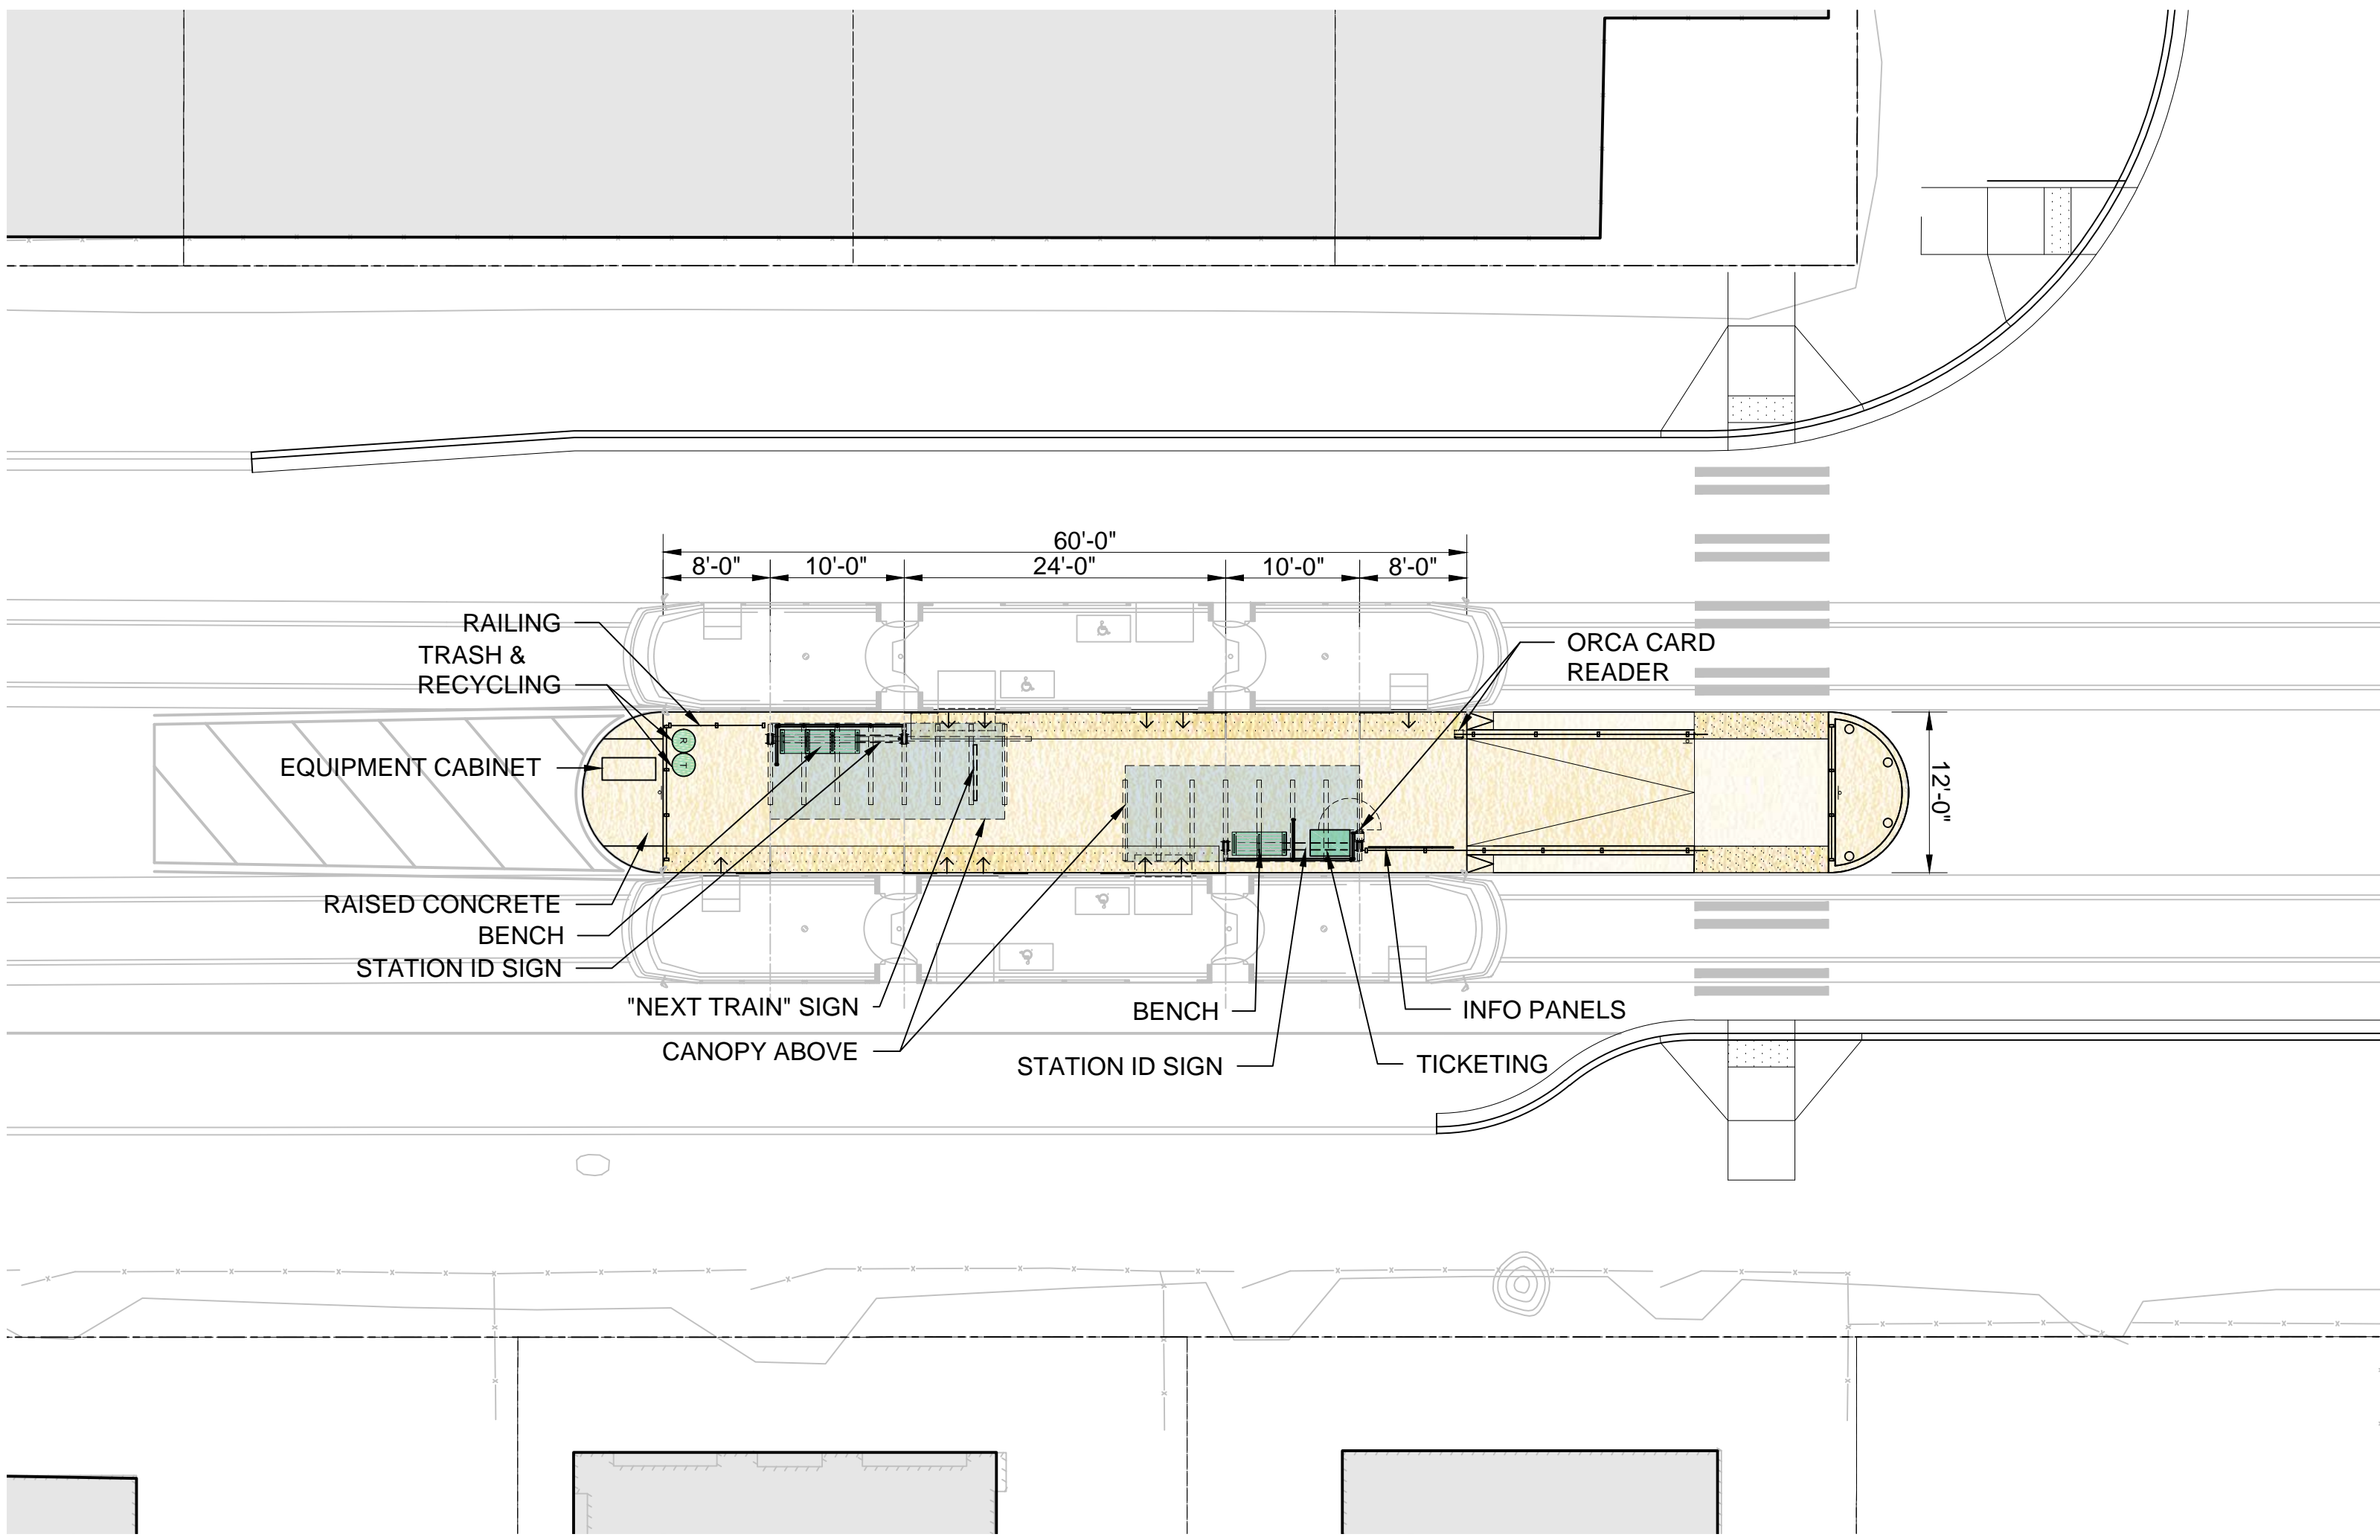 60'-0"
8'-0"
10'-0"
24'-0"
10'-0"
8'-0"
RAILING
TRASH &
RECYCLING
ORCA CARD
READER
R
T
EQUIPMENT CABINET
12'-0"
RAISED CONCRETE
BENCH
STATION ID SIGN
"NEXT TRAIN" SIGN
BENCH
INFO PANELS
CANOPY ABOVE
STATION ID SIGN
TICKETING